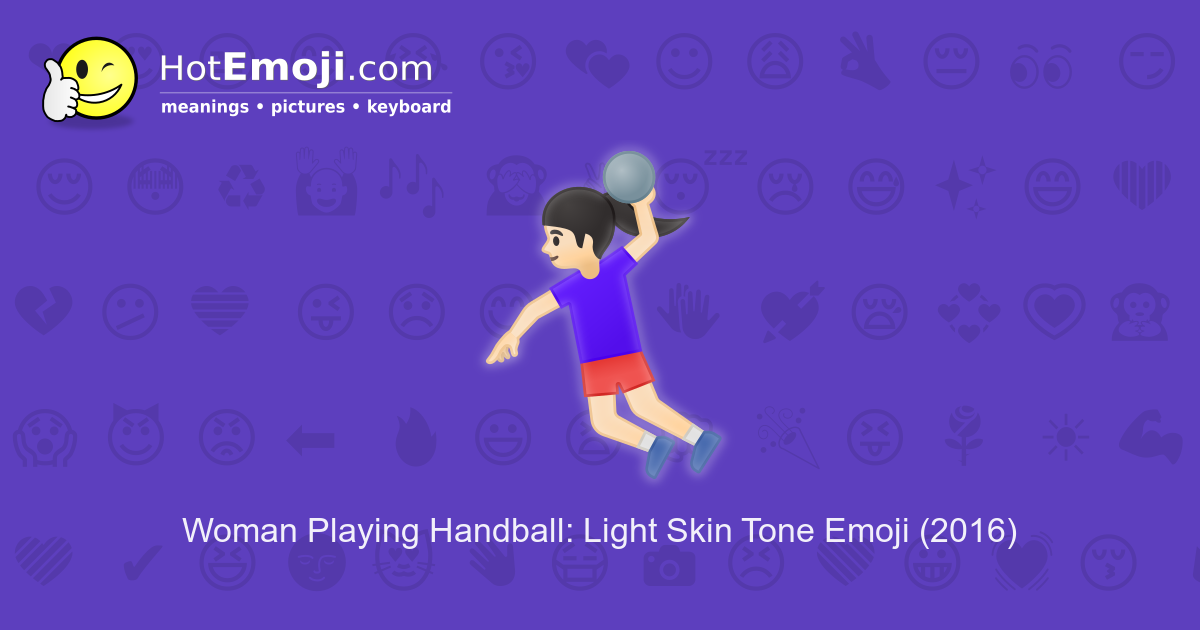 HotEmoji.com
meanings • pictures • keyboard
zzz
Woman Playing Handball: Light Skin Tone Emoji (2016)